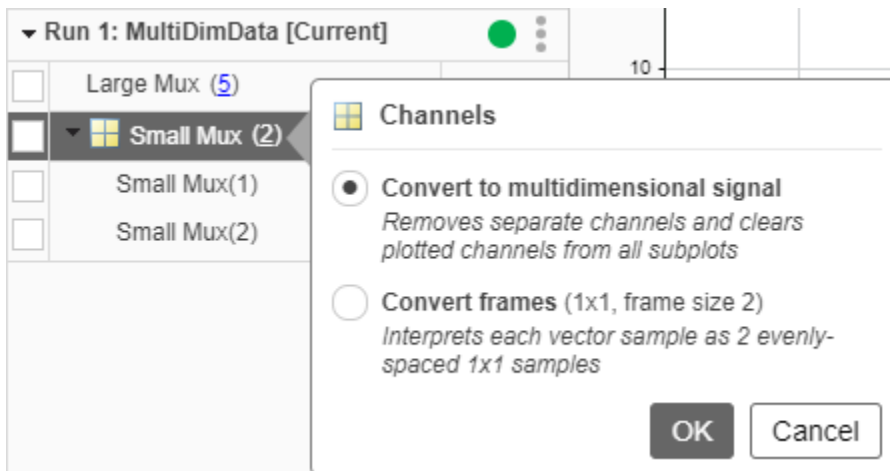 Run 1: MultiDimData [Current]
Large Mux (5)
10
Small Mux (2)
Small Mux(1)
Small Mux(2)
Channels
Convert to multidimensional signal
Removes separate channels and clears
plotted channels from all subplots
Convert frames (1x1, frame size 2)
Interprets each vector sample as 2 evenly-
spaced 1x1 samples
OK Cancel